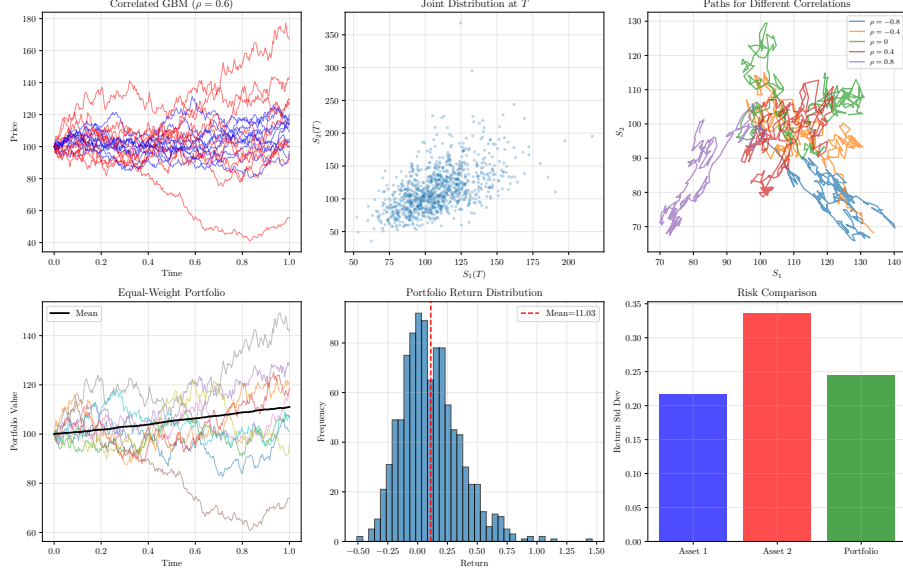 Correlated GBM (ρ = 0.6)
Price
180
160
140
120
100
80
60
40
0.0 0.2 0.4 0.6 0.8 1.0
Time
Joint Distribution at T
S₂(T)
350
300
250
200
150
100
50
50 75 100 125 150 175 200
S₁(T)
Paths for Different Correlations
ρ = −0.8
ρ = −0.4
ρ = 0
ρ = 0.4
ρ = 0.8
S₂
130
120
110
100
90
80
70
70 80 90 100 110 120 130 140
S₁
Equal-Weight Portfolio
Mean
Portfolio Value
140
120
100
80
60
0.0 0.2 0.4 0.6 0.8 1.0
Time
Portfolio Return Distribution
Mean=11.03
Frequency
80
60
40
20
0
−0.50 −0.25 0.00 0.25 0.50 0.75 1.00 1.25 1.50
Return
Risk Comparison
Return Std Dev
0.35
0.30
0.25
0.20
0.15
0.10
0.05
0.00
Asset 1 Asset 2 Portfolio